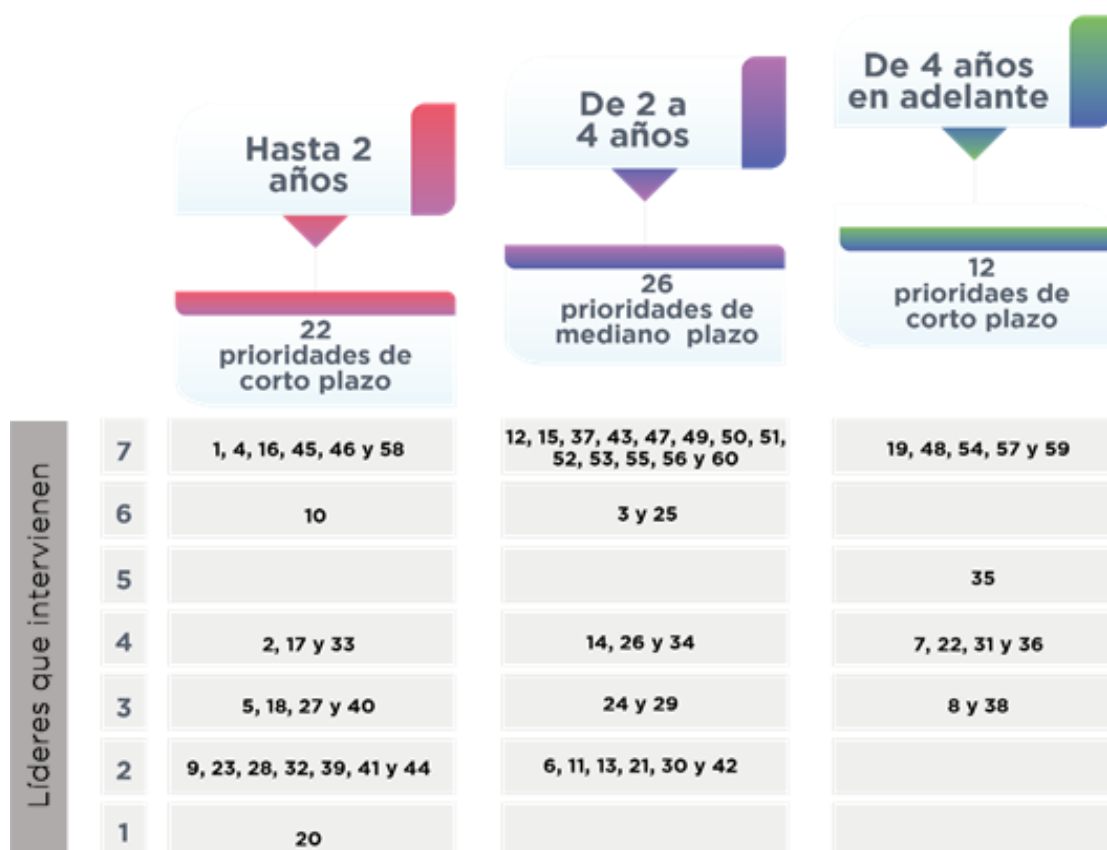 Hasta 2
años
De 2 a
4 años
De 4 años
en adelante
22
prioridades de
corto plazo
26
prioridades de
mediano plazo
12
prioridaes de
corto plazo
Líderes que intervienen
7
1, 4, 16, 45, 46 y 58
12, 15, 37, 43, 47, 49, 50, 51,
52, 53, 55, 56 y 60
19, 48, 54, 57 y 59
6
10
3 y 25
5
35
4
2, 17 y 33
14, 26 y 34
7, 22, 31 y 36
3
5, 18, 27 y 40
24 y 29
8 y 38
2
9, 23, 28, 32, 39, 41 y 44
6, 11, 13, 21, 30 y 42
1
20